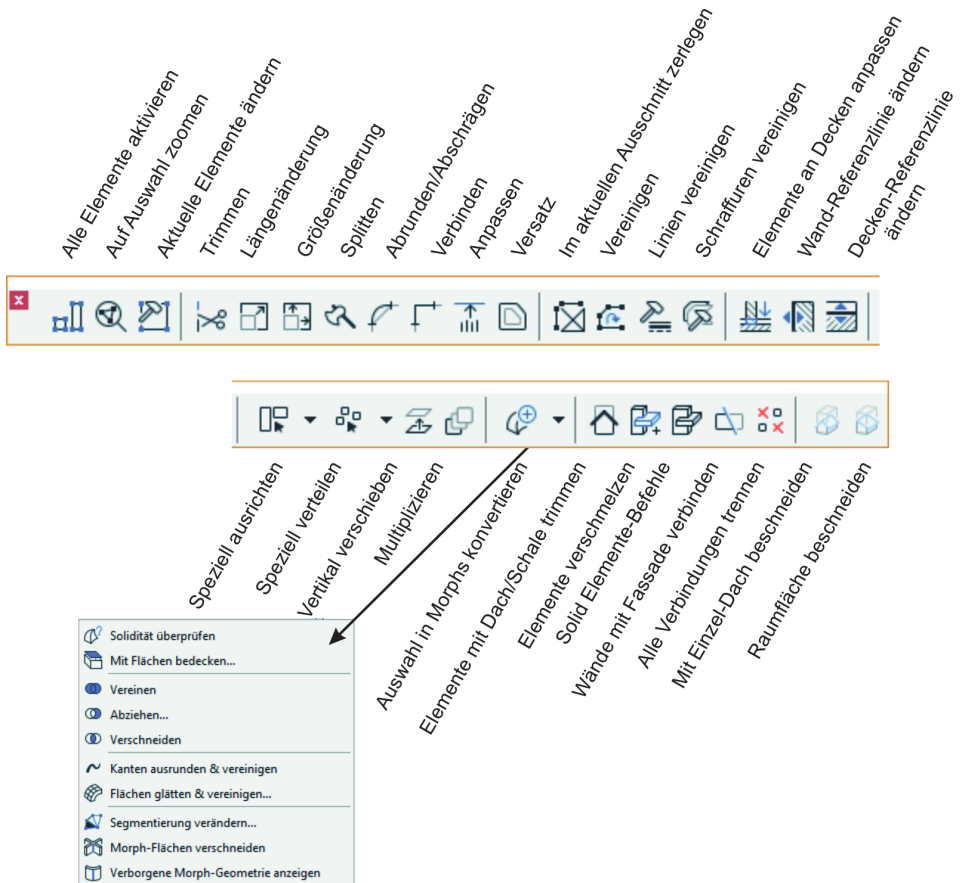 Alle Elemente aktivieren
Auf Auswahl zoomen
Aktuelle Elemente ändern
Trimmen
Längenänderung
Größenänderung
Splitten
Abrunden/Abschrägen
Verbinden
Anpassen
Versatz
Im aktuellen Ausschnitt zerlegen
Vereinigen
Linien vereinigen
Schraffuren vereinigen
Elemente an Decken anpassen
Wand-Referenzlinie ändern
Decken-Referenzlinie
ändern
x
Speziell ausrichten
Speziell verteilen
Vertikal verschieben
Multiplizieren
Auswahl in Morphs konvertieren
Elemente mit Dach/Schale trimmen
Elemente verschmelzen
Solid Elemente-Befehle
Wände mit Fassade verbinden
Alle Verbindungen trennen
Mit Einzel-Dach beschneiden
Raumfläche beschneiden
Solidität überprüfen
Mit Flächen bedecken...
Vereinen
Abziehen...
Verschneiden
Kanten ausrunden & vereinigen
Flächen glätten & vereinigen...
Segmentierung verändern...
Morph-Flächen verschneiden
Verborgene Morph-Geometrie anzeigen